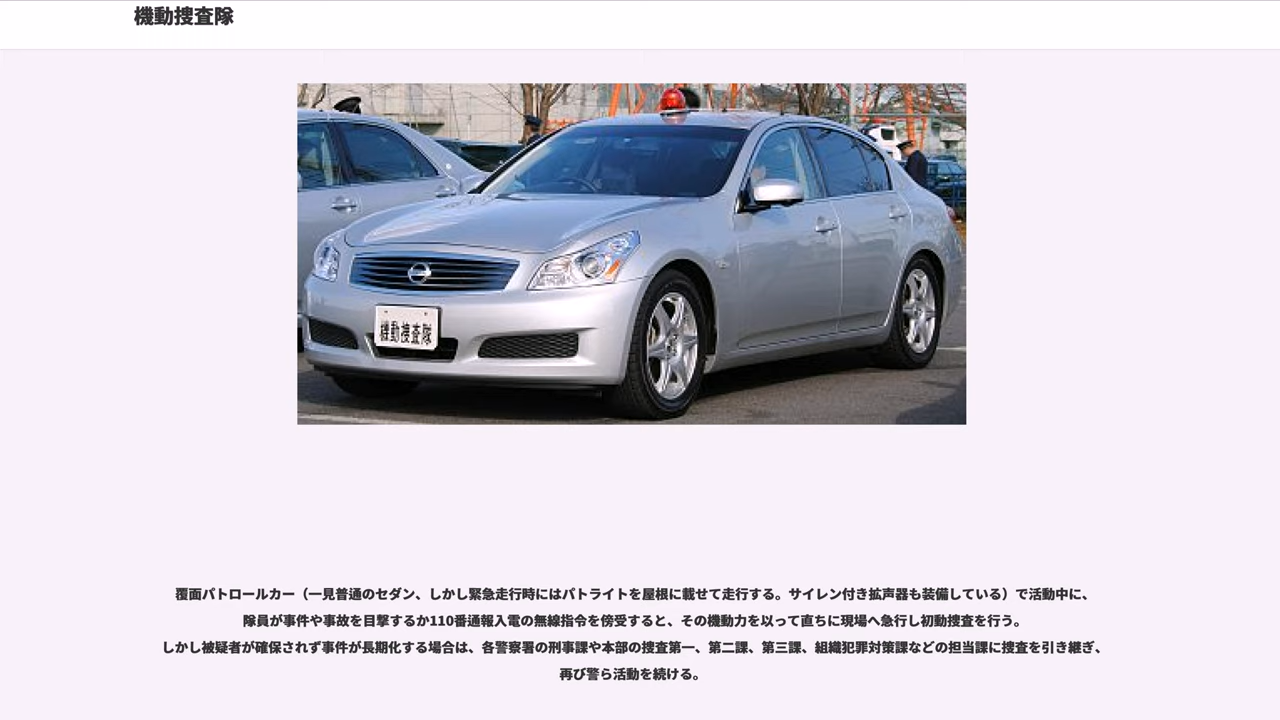 機動捜査隊
機動捜査隊
覆面パトロールカー（一見普通のセダン、しかし緊急走行時にはパトライトを屋根に載せて走行する。サイレン付き拡声器も装備している）で活動中に、
隊員が事件や事故を目撃するか110番通報入電の無線指令を傍受すると、その機動力を以って直ちに現場へ急行し初動捜査を行う。
しかし被疑者が確保されず事件が長期化する場合は、各警察署の刑事課や本部の捜査第一、第二課、第三課、組織犯罪対策課などの担当課に捜査を引き継ぎ、
再び警ら活動を続ける。